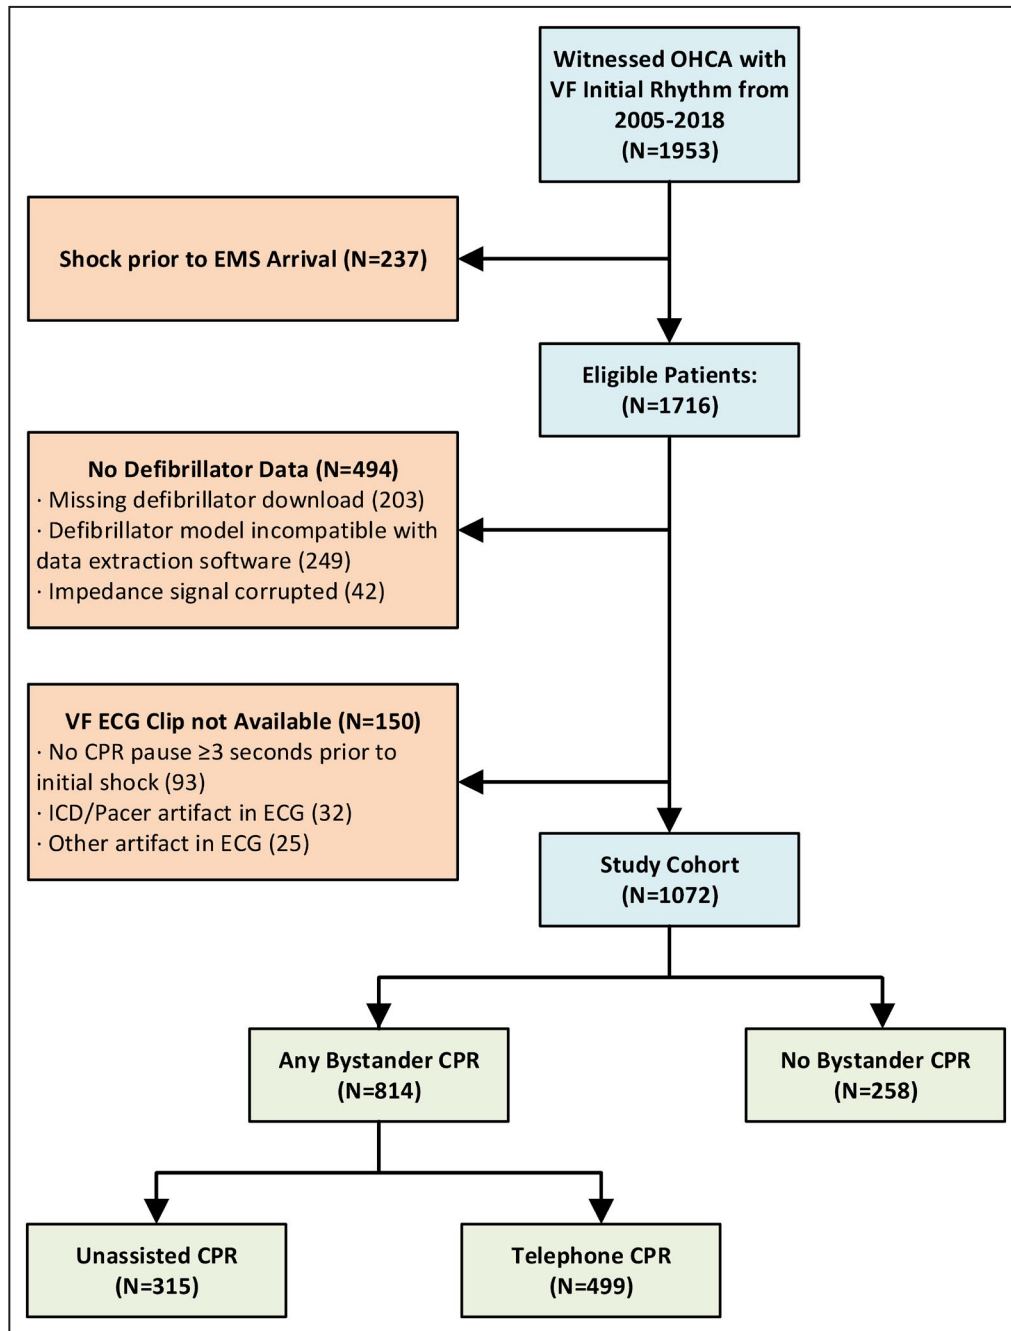 Witnessed OHCA with
VF Initial Rhythm from
2005-2018
(N=1953)
Shock prior to EMS Arrival (N=237)
Eligible Patients:
(N=1716)
No Defibrillator Data (N=494)
· Missing defibrillator download (203)
· Defibrillator model incompatible with
data extraction software (249)
· Impedance signal corrupted (42)
VF ECG Clip not Available (N=150)
· No CPR pause ≥3 seconds prior to
initial shock (93)
· ICD/Pacer artifact in ECG (32)
· Other artifact in ECG (25)
Study Cohort
(N=1072)
Any Bystander CPR
(N=814)
No Bystander CPR
(N=258)
Unassisted CPR
(N=315)
Telephone CPR
(N=499)